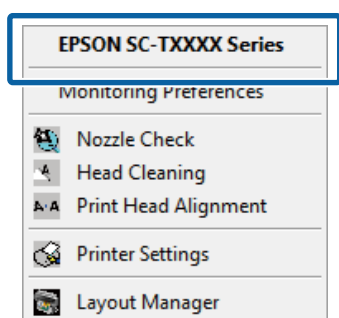 EPSON SC-TXXXX Series
Monitoring Preferences
Nozzle Check
Head Cleaning
A·A Print Head Alignment
Printer Settings
Layout Manager